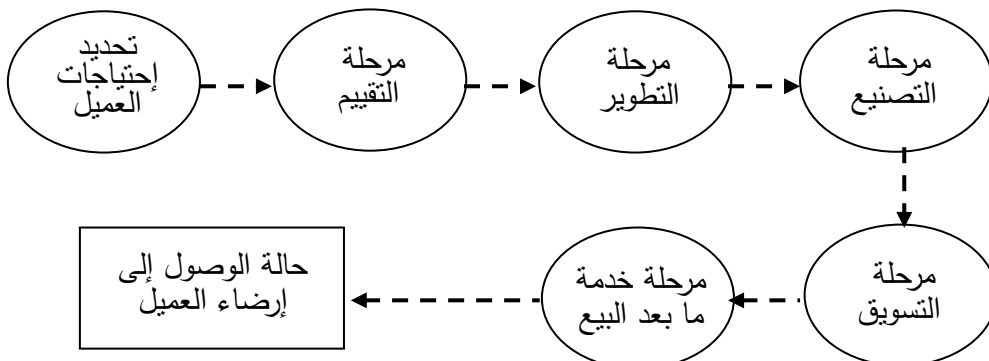 تحديد
إحتياجات
العميل
مرحلة
التقييم
مرحلة
التطوير
مرحلة
التصنيع
مرحلة
التسويق
مرحلة خدمة
ما بعد البيع
حالة الوصول إلى
إرضاء العميل